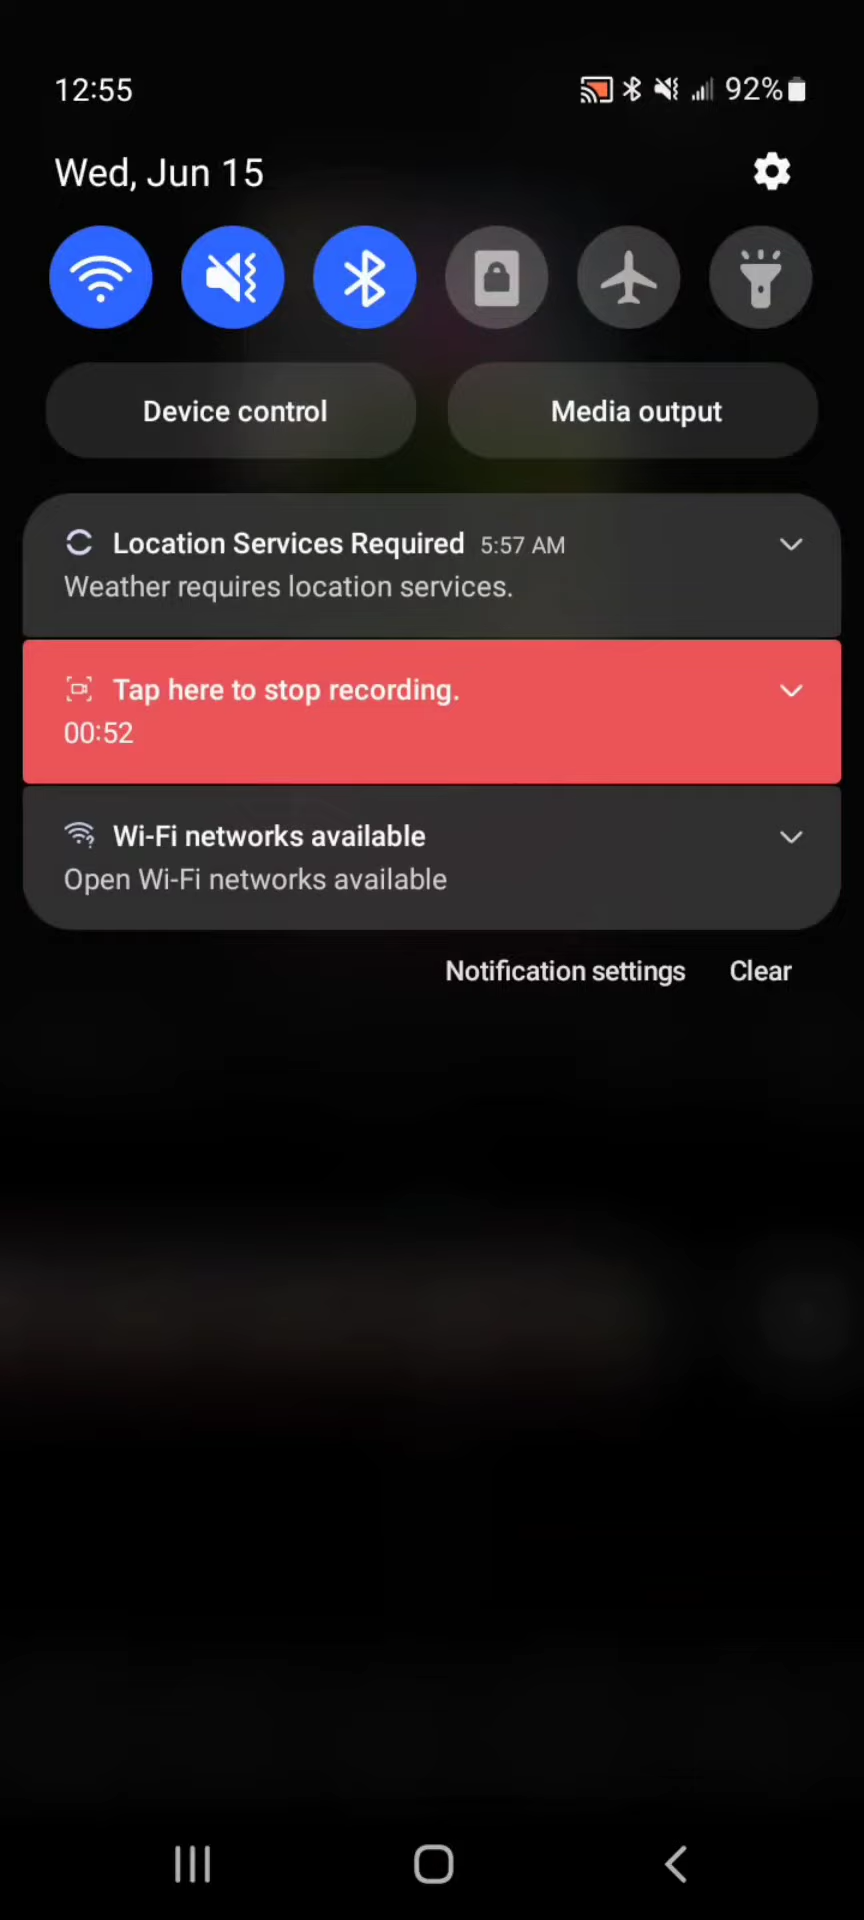 12:55 92%
Wed, Jun 15
Device control Media output
Location Services Required 5:57 AM
Weather requires location services.
Tap here to stop recording.
00:52
Wi-Fi networks available
Open Wi-Fi networks available
Notification settings Clear